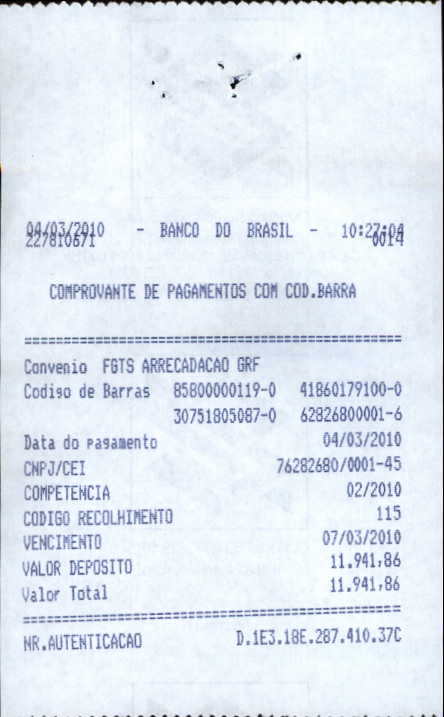 04/03/2010 - BANCO DO BRASIL - 10:27:04
227810671 0014
COMPROVANTE DE PAGAMENTOS COM COD.BARRA
================================================
Convenio FGTS ARRECADACAO GRF
Codigo de Barras 85800000119-0 41860179100-0
30751805087-0 62826800001-6
Data do pagamento 04/03/2010
CNPJ/CEI 76282680/0001-45
COMPETENCIA 02/2010
CODIGO RECOLHIMENTO 115
VENCIMENTO 07/03/2010
VALOR DEPOSITO 11.941,86
Valor Total 11.941,86
================================================
NR.AUTENTICACAO D.1E3.18E.287.410.37C